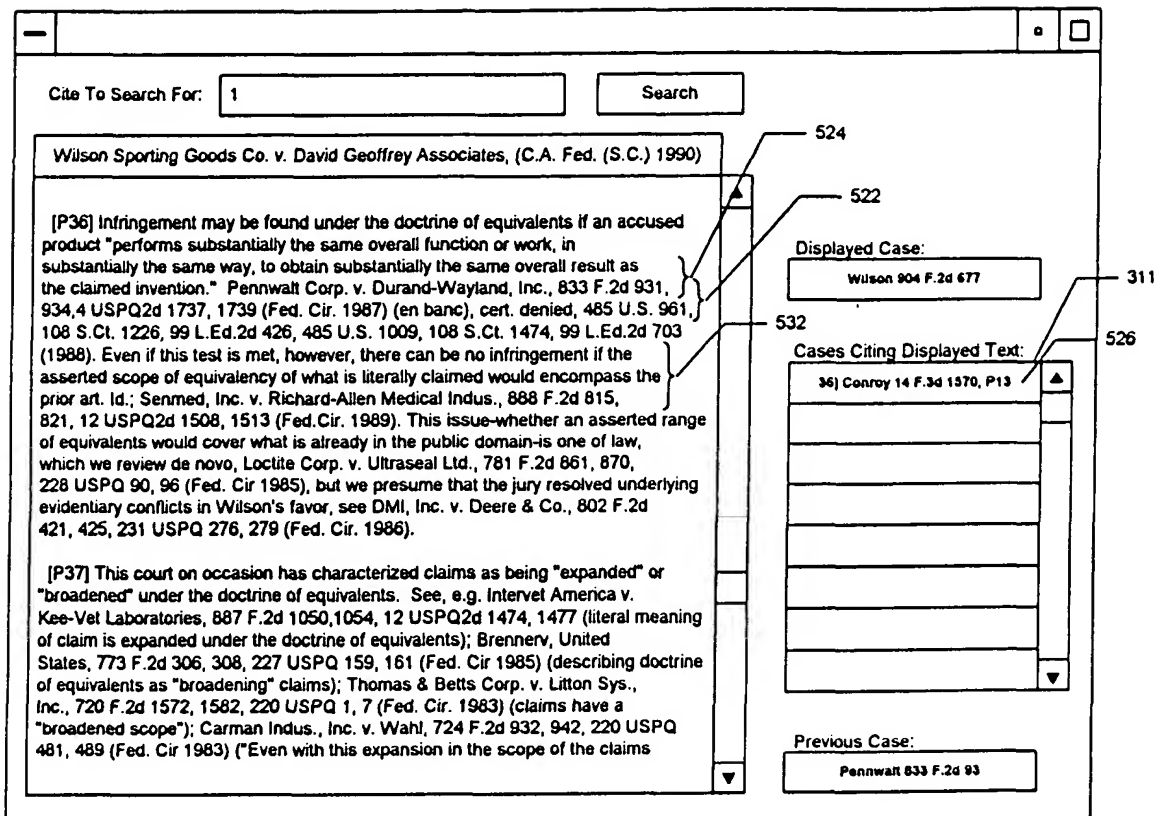 Cite To Search For: 1 Search
Wilson Sporting Goods Co. v. David Geoffrey Associates, (C.A. Fed. (S.C.) 1990)
524
[P36] Infringement may be found under the doctrine of equivalents if an accused
product "performs substantially the same overall function or work, in
substantially the same way, to obtain substantially the same overall result as
the claimed invention." Pennwalt Corp. v. Durand-Wayland, Inc., 833 F.2d 931,
934,4 USPQ2d 1737, 1739 (Fed. Cir. 1987) (en banc), cert. denied, 485 U.S. 961,
108 S.Ct. 1226, 99 L.Ed.2d 426, 485 U.S. 1009, 108 S.Ct. 1474, 99 L.Ed.2d 703
(1988). Even if this test is met, however, there can be no infringement if the
asserted scope of equivalency of what is literally claimed would encompass the
prior art. Id.; Senmed, Inc. v. Richard-Allen Medical Indus., 888 F.2d 815,
821, 12 USPQ2d 1508, 1513 (Fed.Cir. 1989). This issue-whether an asserted range
of equivalents would cover what is already in the public domain-is one of law,
which we review de novo, Loctite Corp. v. Ultraseal Ltd., 781 F.2d 861, 870,
228 USPQ 90, 96 (Fed. Cir 1985), but we presume that the jury resolved underlying
evidentiary conflicts in Wilson's favor, see DMI, Inc. v. Deere & Co., 802 F.2d
421, 425, 231 USPQ 276, 279 (Fed. Cir. 1986).
[P37] This court on occasion has characterized claims as being "expanded" or
"broadened" under the doctrine of equivalents. See, e.g. Intervet America v.
Kee-Vet Laboratories, 887 F.2d 1050,1054, 12 USPQ2d 1474, 1477 (literal meaning
of claim is expanded under the doctrine of equivalents); Brennerv, United
States, 773 F.2d 306, 308, 227 USPQ 159, 161 (Fed. Cir 1985) (describing doctrine
of equivalents as "broadening" claims); Thomas & Betts Corp. v. Litton Sys.,
Inc., 720 F.2d 1572, 1582, 220 USPQ 1, 7 (Fed. Cir. 1983) (claims have a
"broadened scope"); Carman Indus., Inc. v. Wahl, 724 F.2d 932, 942, 220 USPQ
481, 489 (Fed. Cir 1983) ("Even with this expansion in the scope of the claims
522
532
Displayed Case:
Wilson 904 F.2d 677
311
526
Cases Citing Displayed Text:
36) Conroy 14 F.3d 1570, P13
Previous Case:
Pennwalt 833 F.2d 93